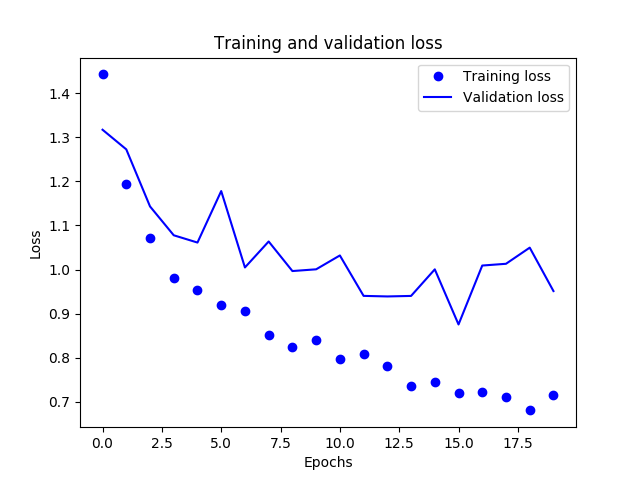 Training and validation loss
Training loss
Validation loss
1.4
1.3
1.2
1.1
1.0
0.9
0.8
0.7
Loss
0.0 2.5 5.0 7.5 10.0 12.5 15.0 17.5
Epochs